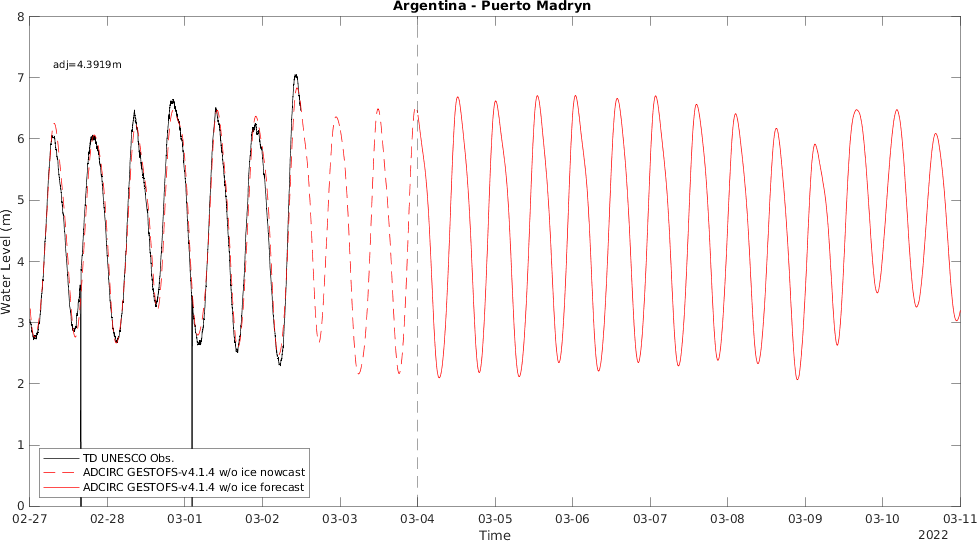 Argentina - Puerto Madryn
8
7
6
5
4
3
2
1
0
Water Level (m)
adj=4.3919m
TD UNESCO Obs.
ADCIRC GESTOFS-v4.1.4 w/o ice nowcast
ADCIRC GESTOFS-v4.1.4 w/o ice forecast
02-27 02-28 03-01 03-02 03-03 03-04 03-05 03-06 03-07 03-08 03-09 03-10 03-11
Time
2022